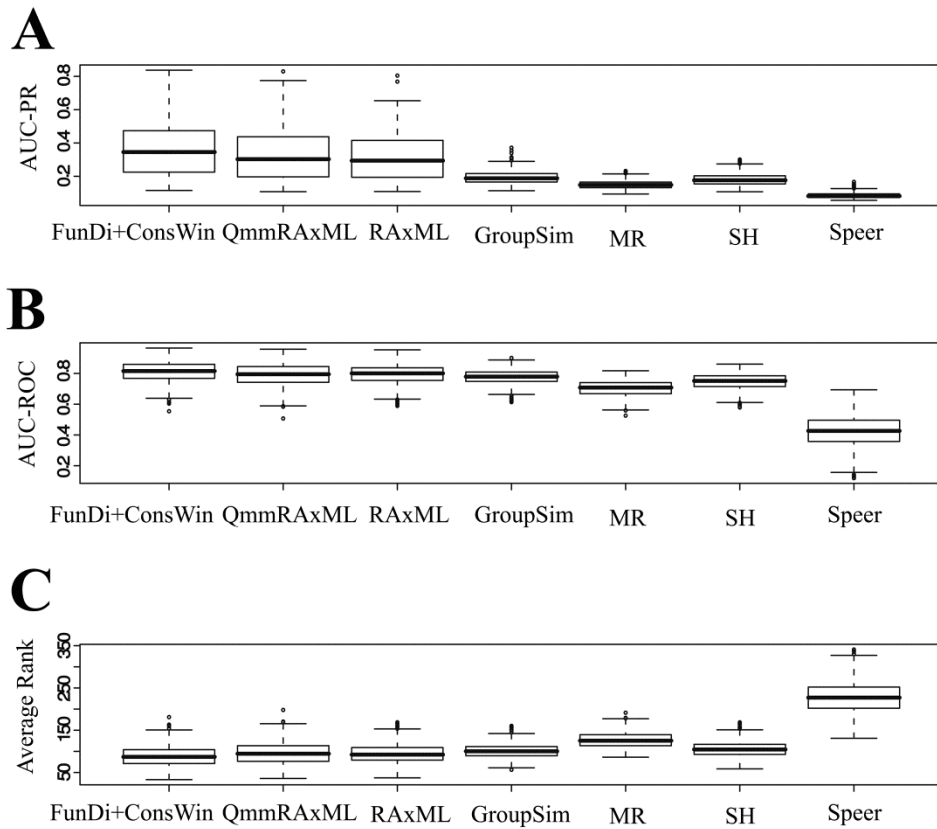 A
AUC-PR
0.8
0.6
0.4
0.2
FunDi+ConsWin QmmRAxML RAxML GroupSim MR SH Speer
B
AUC-ROC
0.8
0.6
0.4
0.2
FunDi+ConsWin QmmRAxML RAxML GroupSim MR SH Speer
C
Average Rank
350
250
150
50
FunDi+ConsWin QmmRAxML RAxML GroupSim MR SH Speer